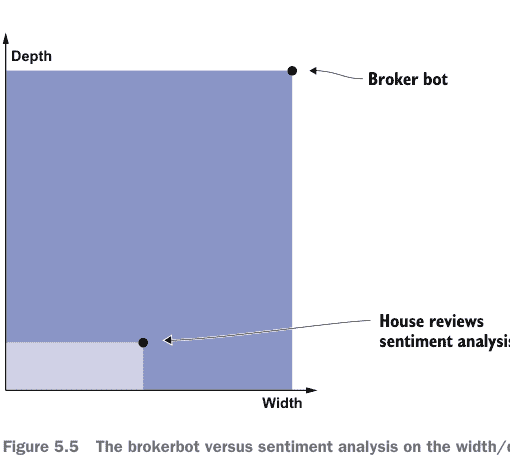 Depth
Broker bot
House reviews
sentiment analysis
Width
Figure 5.5 The brokerbot versus sentiment analysis on the width/